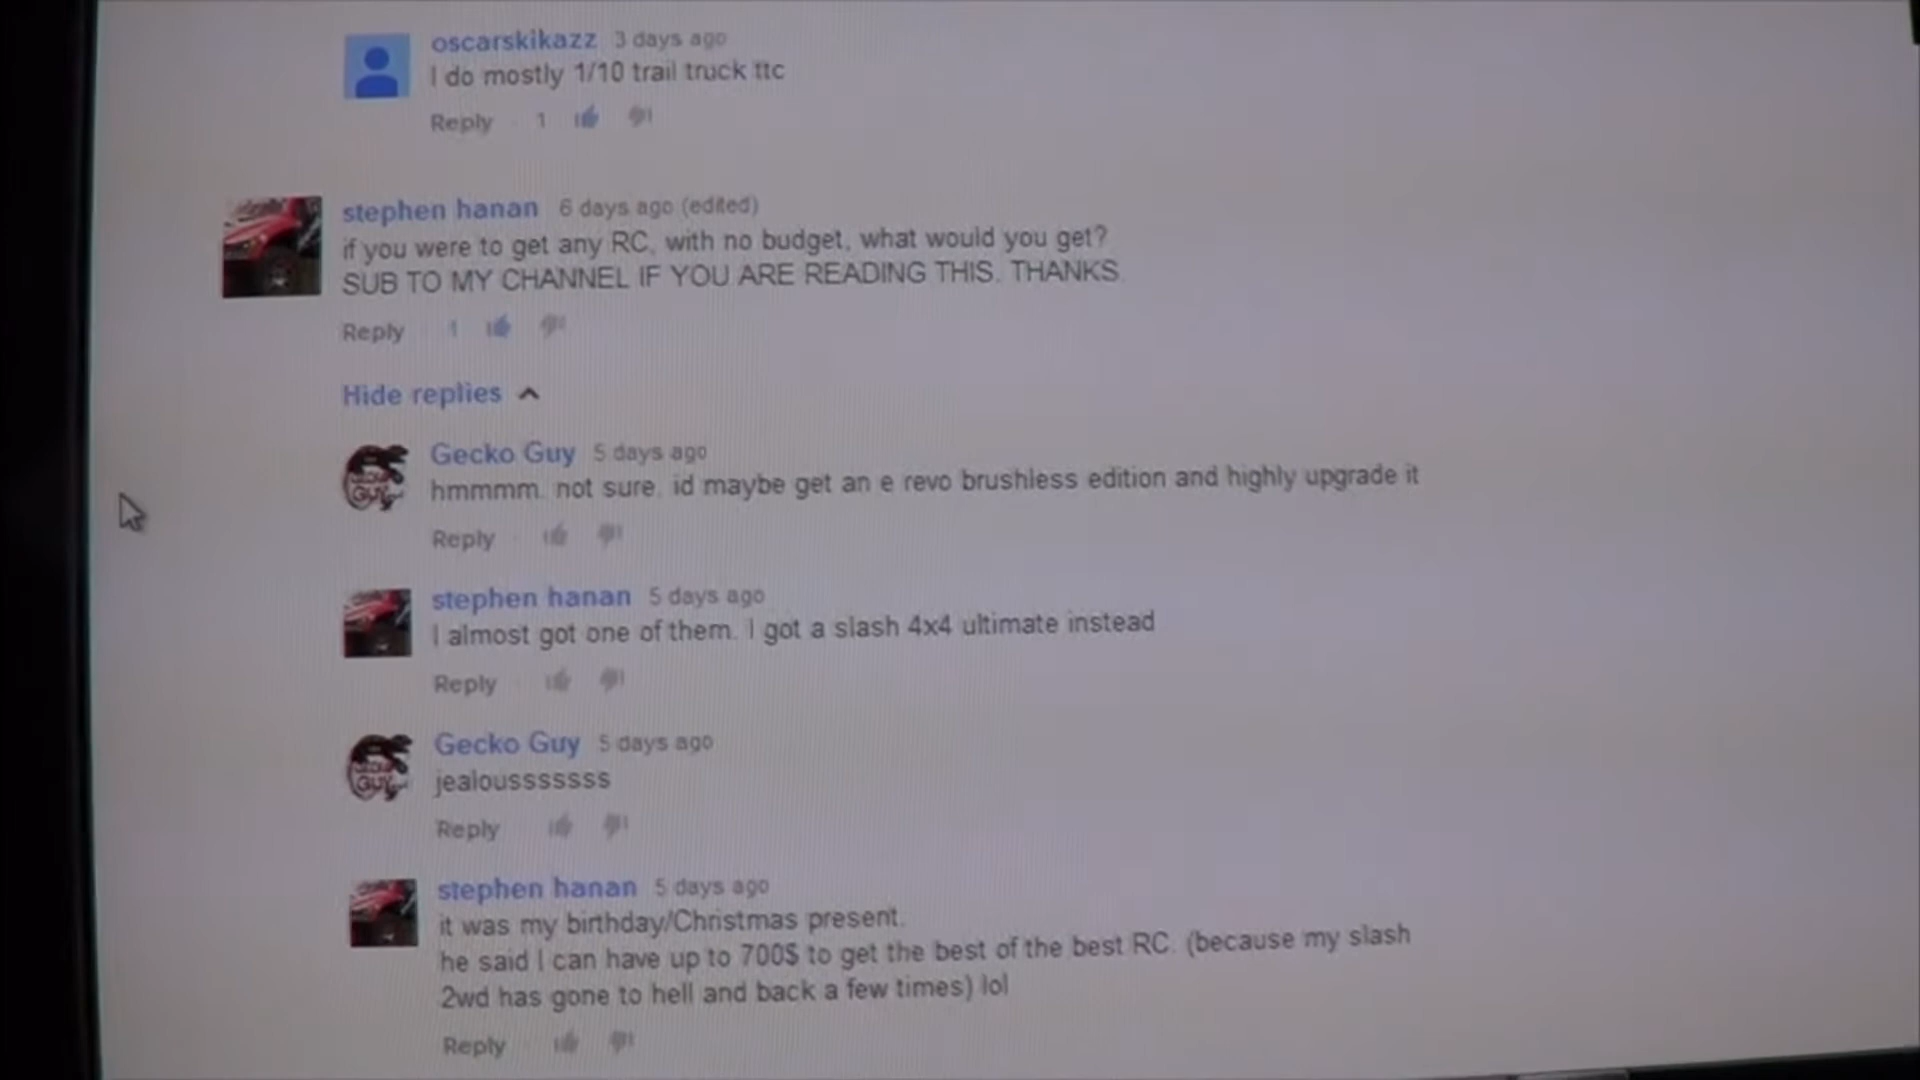 oscarskikazz 3 days ago
I do mostly 1/10 trail truck ttc
Reply 1
stephen hanan 6 days ago (edited)
if you were to get any RC, with no budget, what would you get?
SUB TO MY CHANNEL IF YOU ARE READING THIS. THANKS.
Reply 1
Hide replies
Gecko Guy 5 days ago
hmmmm. not sure. id maybe get an e revo brushless edition and highly upgrade it
Reply
stephen hanan 5 days ago
I almost got one of them. I got a slash 4x4 ultimate instead
Reply
Gecko Guy 5 days ago
jealousssssss
Reply
stephen hanan 5 days ago
it was my birthday/Christmas present.
he said I can have up to 700$ to get the best of the best RC. (because my slash
2wd has gone to hell and back a few times) lol
Reply